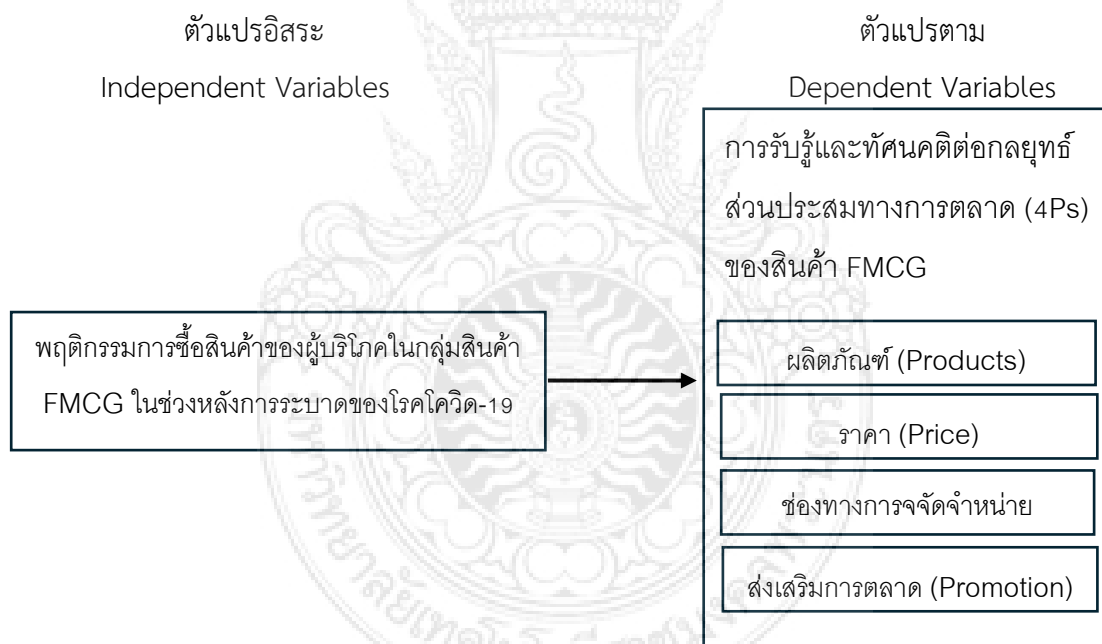 ตัวแปรอิสระ
Independent Variables
ตัวแปรตาม
Dependent Variables
การรับรู้และทัศนคติต่อกลยุทธ์
ส่วนประสมทางการตลาด (4Ps)
ของสินค้า FMCG
พฤติกรรมการซื้อสินค้าของผู้บริโภคในกลุ่มสินค้า
FMCG ในช่วงหลังการระบาดของโรคโควิด-19
ผลิตภัณฑ์ (Products)
ราคา (Price)
ช่องทางการจจัดจำหน่าย
ส่งเสริมการตลาด (Promotion)